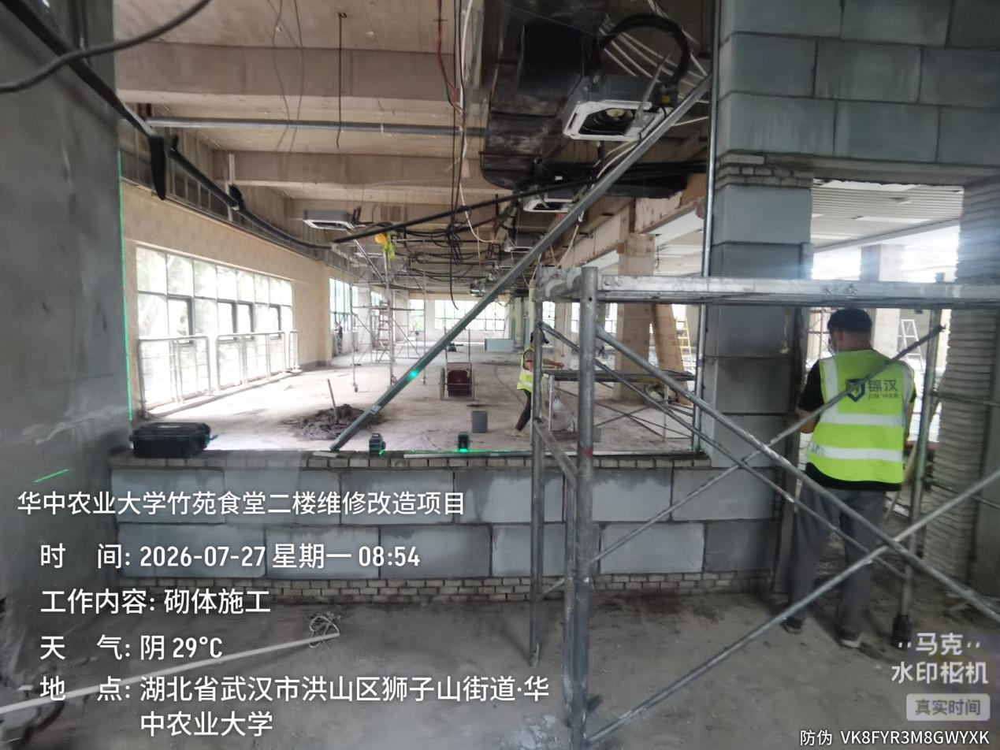 锦汉
JIN HAN
华中农业大学竹苑食堂二楼维修改造项目
时 间: 2026-07-27 星期一 08:54
工作内容: 砌体施工
天 气: 阴 29°C
地 点: 湖北省武汉市洪山区狮子山街道·华
中农业大学
马克
水印相机
真实时间
防伪 VK8FYR3M8GWYXK